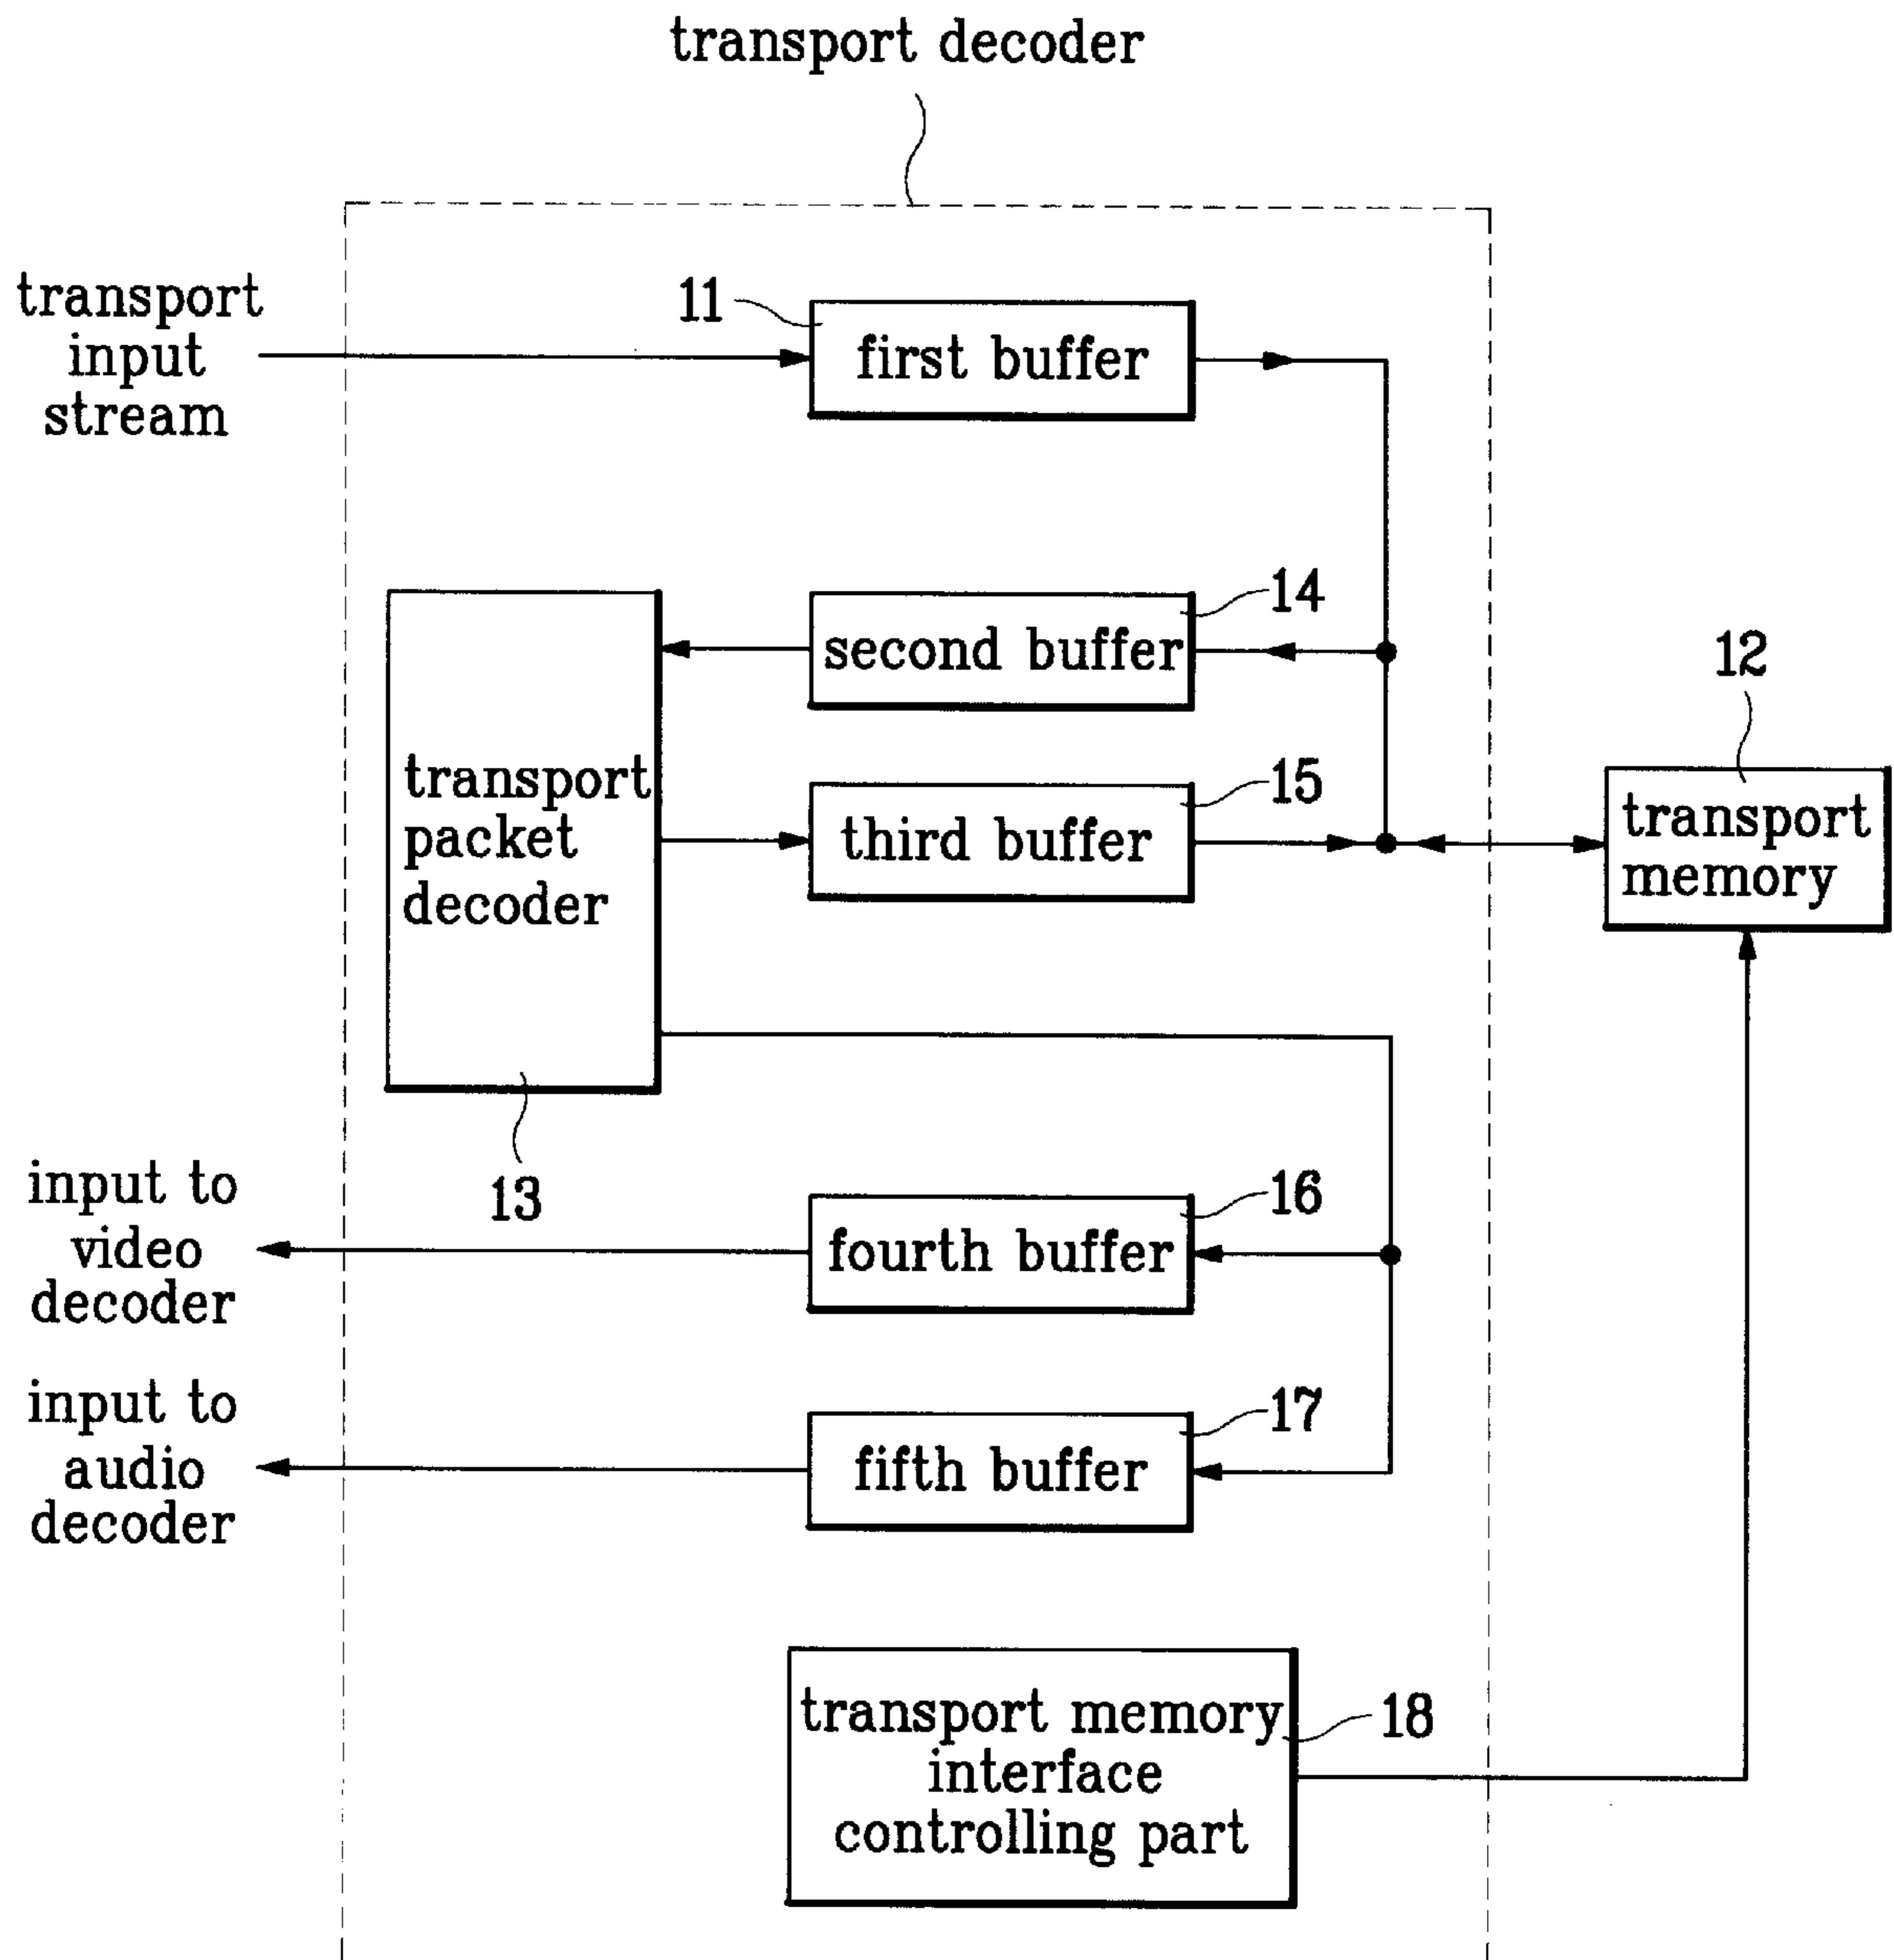 transport decoder
transport
input
stream
11
first buffer
14
second buffer
12
transport
packet
decoder
15
third buffer
transport
memory
13
input to
video
decoder
16
fourth buffer
input to
audio
decoder
17
fifth buffer
transport memory
interface
controlling part
18